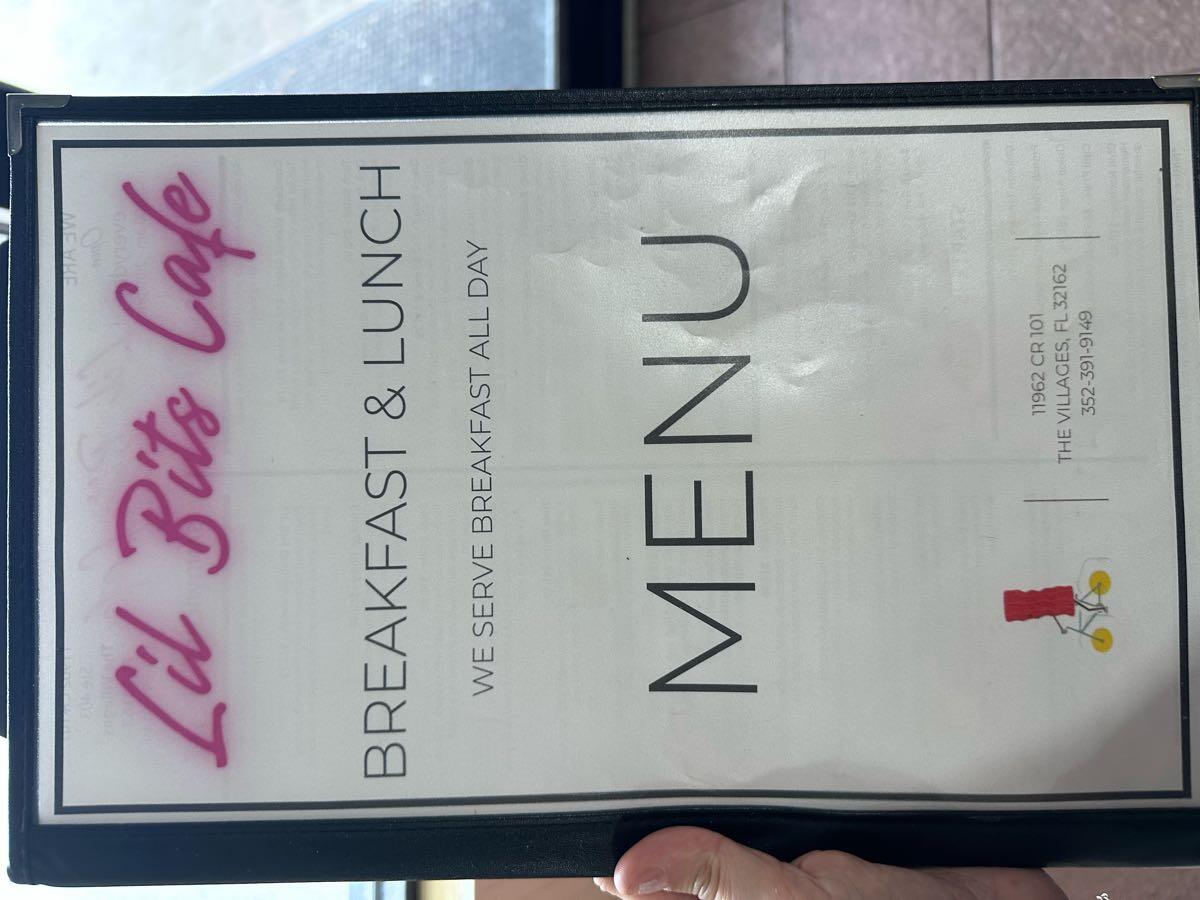 Lil Bits Cafe
BREAKFAST & LUNCH
WE SERVE BREAKFAST ALL DAY
MENU
11962 CR 101
THE VILLAGES, FL 32162
352-391-9149